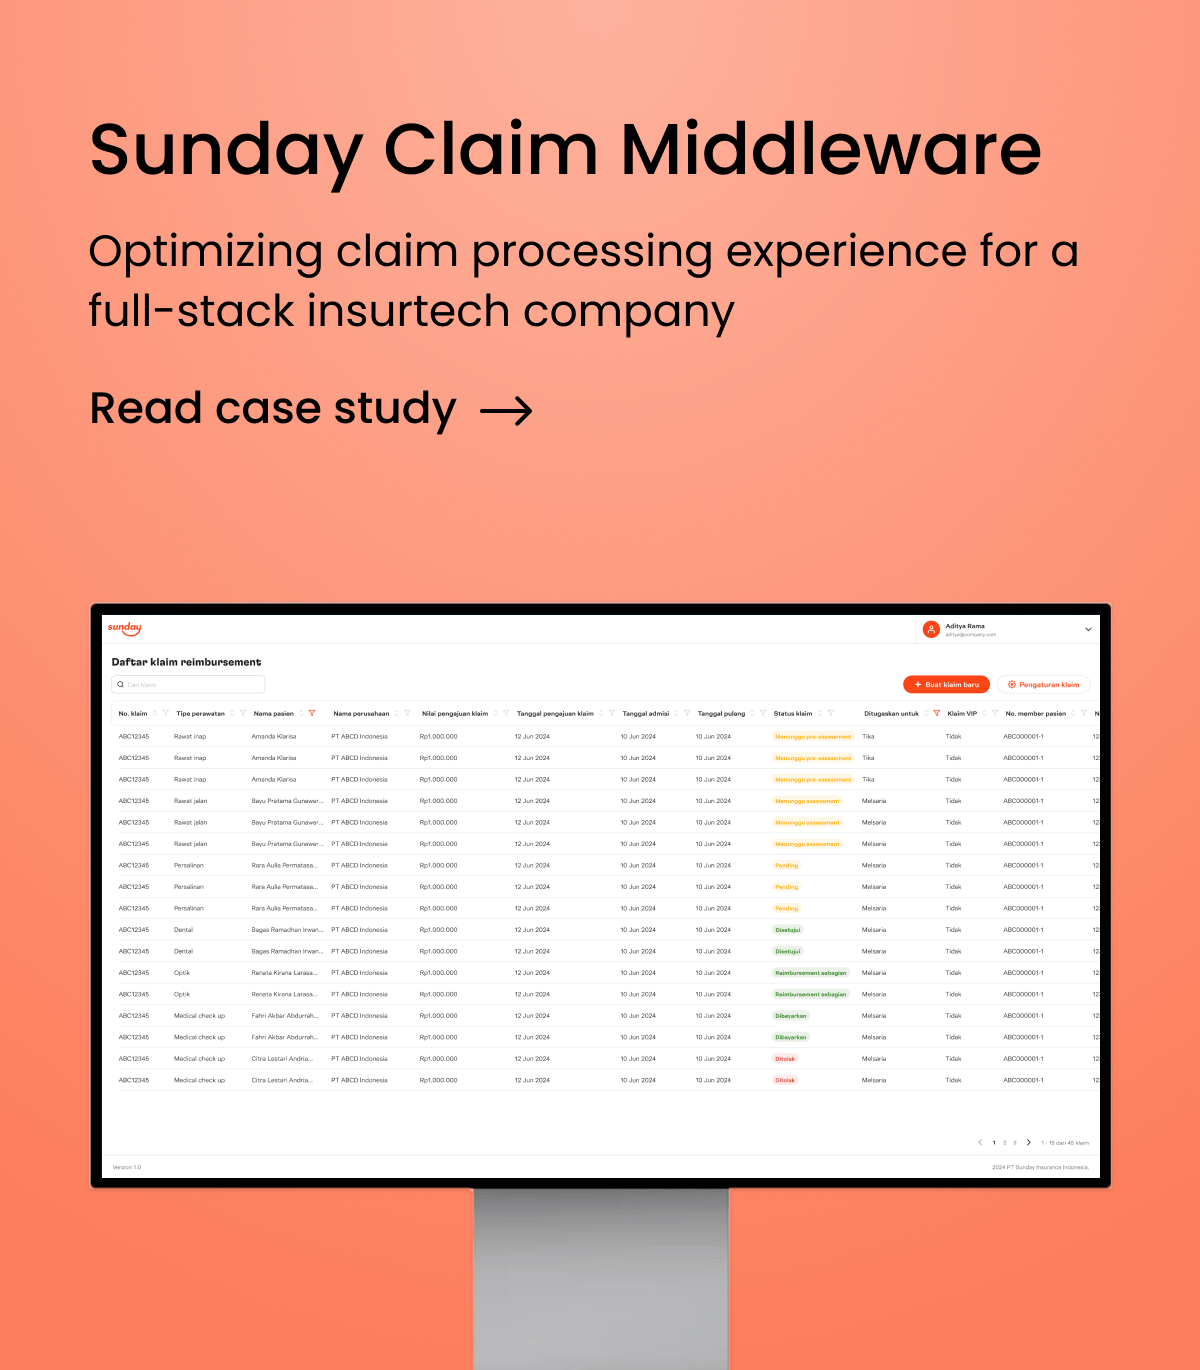 Sunday Claim Middleware
Optimizing claim processing experience for a
full-stack insurtech company
Read case study
sunday
Aditya Rama
aditya@company.com
Daftar klaim reimbursement
Cari klaim
Buat klaim baru Pengaturan klaim
No. klaim Tipe perawatan Nama pasien Nama perusahaan Nilai pengajuan klaim Tanggal pengajuan klaim Tanggal admisi Tanggal pulang Status klaim Ditugaskan untuk Klaim VIP No. member pasien N
ABC12345 Rawat inap Amanda Klarisa PT ABCD Indonesia Rp1.000.000 12 Jun 2024 10 Jun 2024 10 Jun 2024 Menunggu pre-assessment Tika Tidak ABC000001-1 12
ABC12345 Rawat inap Amanda Klarisa PT ABCD Indonesia Rp1.000.000 12 Jun 2024 10 Jun 2024 10 Jun 2024 Menunggu pre-assessment Tika Tidak ABC000001-1 12
ABC12345 Rawat inap Amanda Klarisa PT ABCD Indonesia Rp1.000.000 12 Jun 2024 10 Jun 2024 10 Jun 2024 Menunggu pre-assessment Tika Tidak ABC000001-1 12
ABC12345 Rawat jalan Bayu Pratama Gunawar... PT ABCD Indonesia Rp1.000.000 12 Jun 2024 10 Jun 2024 10 Jun 2024 Menunggu assessment Melsaria Tidak ABC000001-1 12
ABC12345 Rawat jalan Bayu Pratama Gunawar... PT ABCD Indonesia Rp1.000.000 12 Jun 2024 10 Jun 2024 10 Jun 2024 Menunggu assessment Melsaria Tidak ABC000001-1 12
ABC12345 Rawat jalan Bayu Pratama Gunawar... PT ABCD Indonesia Rp1.000.000 12 Jun 2024 10 Jun 2024 10 Jun 2024 Menunggu assessment Melsaria Tidak ABC000001-1 12
ABC12345 Persalinan Rara Aulia Permatasa... PT ABCD Indonesia Rp1.000.000 12 Jun 2024 10 Jun 2024 10 Jun 2024 Pending Melsaria Tidak ABC000001-1 12
ABC12345 Persalinan Rara Aulia Permatasa... PT ABCD Indonesia Rp1.000.000 12 Jun 2024 10 Jun 2024 10 Jun 2024 Pending Melsaria Tidak ABC000001-1 12
ABC12345 Persalinan Rara Aulia Permatasa... PT ABCD Indonesia Rp1.000.000 12 Jun 2024 10 Jun 2024 10 Jun 2024 Pending Melsaria Tidak ABC000001-1 12
ABC12345 Dental Bagas Ramadhan Irwan... PT ABCD Indonesia Rp1.000.000 12 Jun 2024 10 Jun 2024 10 Jun 2024 Disetujui Melsaria Tidak ABC000001-1 12
ABC12345 Dental Bagas Ramadhan Irwan... PT ABCD Indonesia Rp1.000.000 12 Jun 2024 10 Jun 2024 10 Jun 2024 Disetujui Melsaria Tidak ABC000001-1 12
ABC12345 Optik Renata Kirana Larasa... PT ABCD Indonesia Rp1.000.000 12 Jun 2024 10 Jun 2024 10 Jun 2024 Reimbursement sebagian Melsaria Tidak ABC000001-1 12
ABC12345 Optik Renata Kirana Larasa... PT ABCD Indonesia Rp1.000.000 12 Jun 2024 10 Jun 2024 10 Jun 2024 Reimbursement sebagian Melsaria Tidak ABC000001-1 12
ABC12345 Medical check up Fahri Akbar Abdurrah... PT ABCD Indonesia Rp1.000.000 12 Jun 2024 10 Jun 2024 10 Jun 2024 Dibayarkan Melsaria Tidak ABC000001-1 12
ABC12345 Medical check up Fahri Akbar Abdurrah... PT ABCD Indonesia Rp1.000.000 12 Jun 2024 10 Jun 2024 10 Jun 2024 Dibayarkan Melsaria Tidak ABC000001-1 12
ABC12345 Medical check up Citra Lestari Andria... PT ABCD Indonesia Rp1.000.000 12 Jun 2024 10 Jun 2024 10 Jun 2024 Ditolak Melsaria Tidak ABC000001-1 12
ABC12345 Medical check up Citra Lestari Andria... PT ABCD Indonesia Rp1.000.000 12 Jun 2024 10 Jun 2024 10 Jun 2024 Ditolak Melsaria Tidak ABC000001-1 12
1 2 3 1 - 15 dari 45 klaim
Version 1.0 2024 PT Sunday Insurance Indonesia.